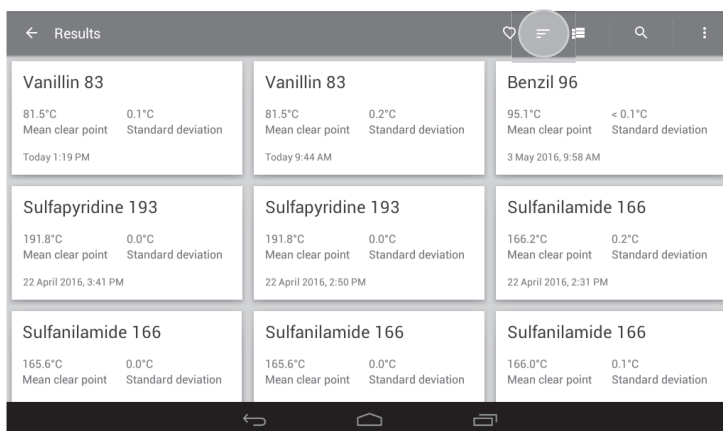 Results
Vanillin 83
81.5°C 0.1°C
Mean clear point Standard deviation
Today 1:19 PM
Vanillin 83
81.5°C 0.2°C
Mean clear point Standard deviation
Today 9:44 AM
Benzil 96
95.1°C < 0.1°C
Mean clear point Standard deviation
3 May 2016, 9:58 AM
Sulfapyridine 193
191.8°C 0.0°C
Mean clear point Standard deviation
22 April 2016, 3:41 PM
Sulfapyridine 193
191.8°C 0.0°C
Mean clear point Standard deviation
22 April 2016, 2:50 PM
Sulfanilamide 166
166.2°C 0.2°C
Mean clear point Standard deviation
22 April 2016, 2:31 PM
Sulfanilamide 166
165.6°C 0.0°C
Mean clear point Standard deviation
Sulfanilamide 166
165.6°C 0.0°C
Mean clear point Standard deviation
Sulfanilamide 166
166.0°C 0.1°C
Mean clear point Standard deviation